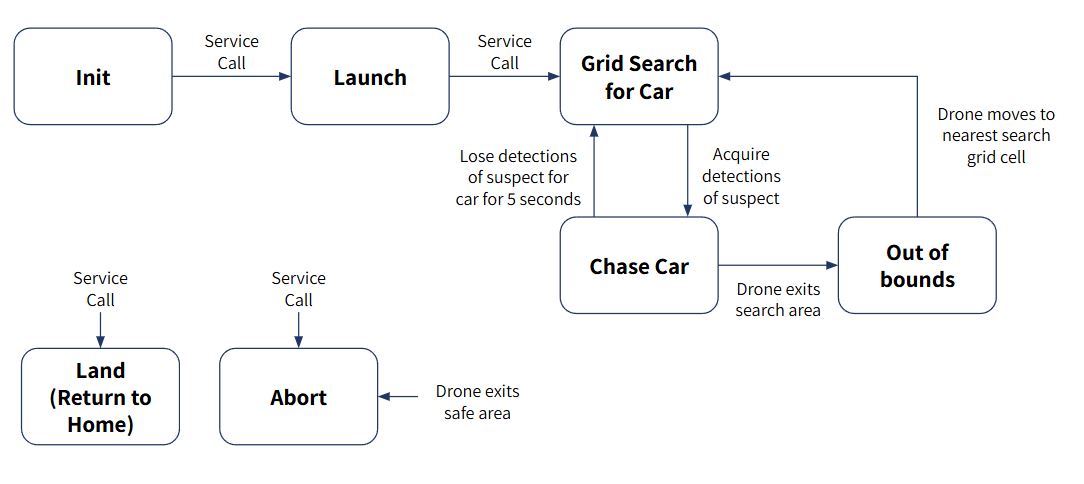 Init
Service
Call
Launch
Service
Call
Grid Search
for Car
Drone moves to
nearest search
grid cell
Lose detections
of suspect for
car for 5 seconds
Acquire
detections
of suspect
Chase Car
Drone exits
search area
Out of
bounds
Service
Call
Land
(Return to
Home)
Service
Call
Abort
Drone exits
safe area